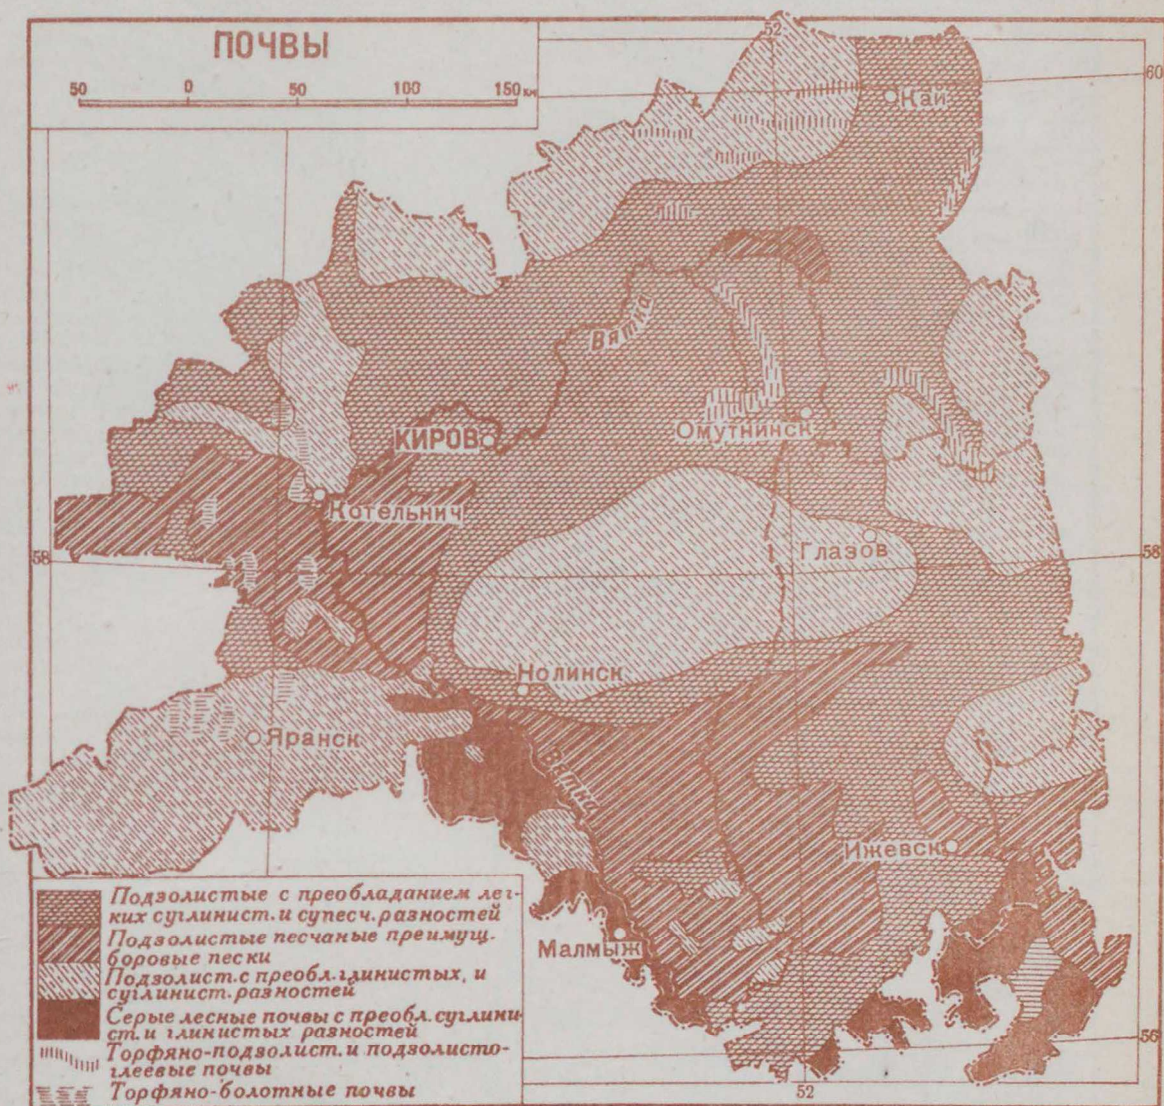 ПОЧВЫ
50 0 50 100 150 км
52
60
Кай
Вятка
КИРОВ
Омутнинск
Котельнич
Глазов
58
58
Нолинск
Яранск
Вятка
Ижевск
Малмыж
56
52
Подзолистые с преобладанием лег-
ких суглинист. и супесч. разностей
Подзолистые песчаные преимущ.
боровые пески
Подзолист. с преобл. глинистых, и
суглинист. разностей
Серые лесные почвы с преобл. суглини-
ст. и глинистых разностей
Торфяно-подзолист. и подзолисто-
глеевые почвы
Торфяно-болотные почвы